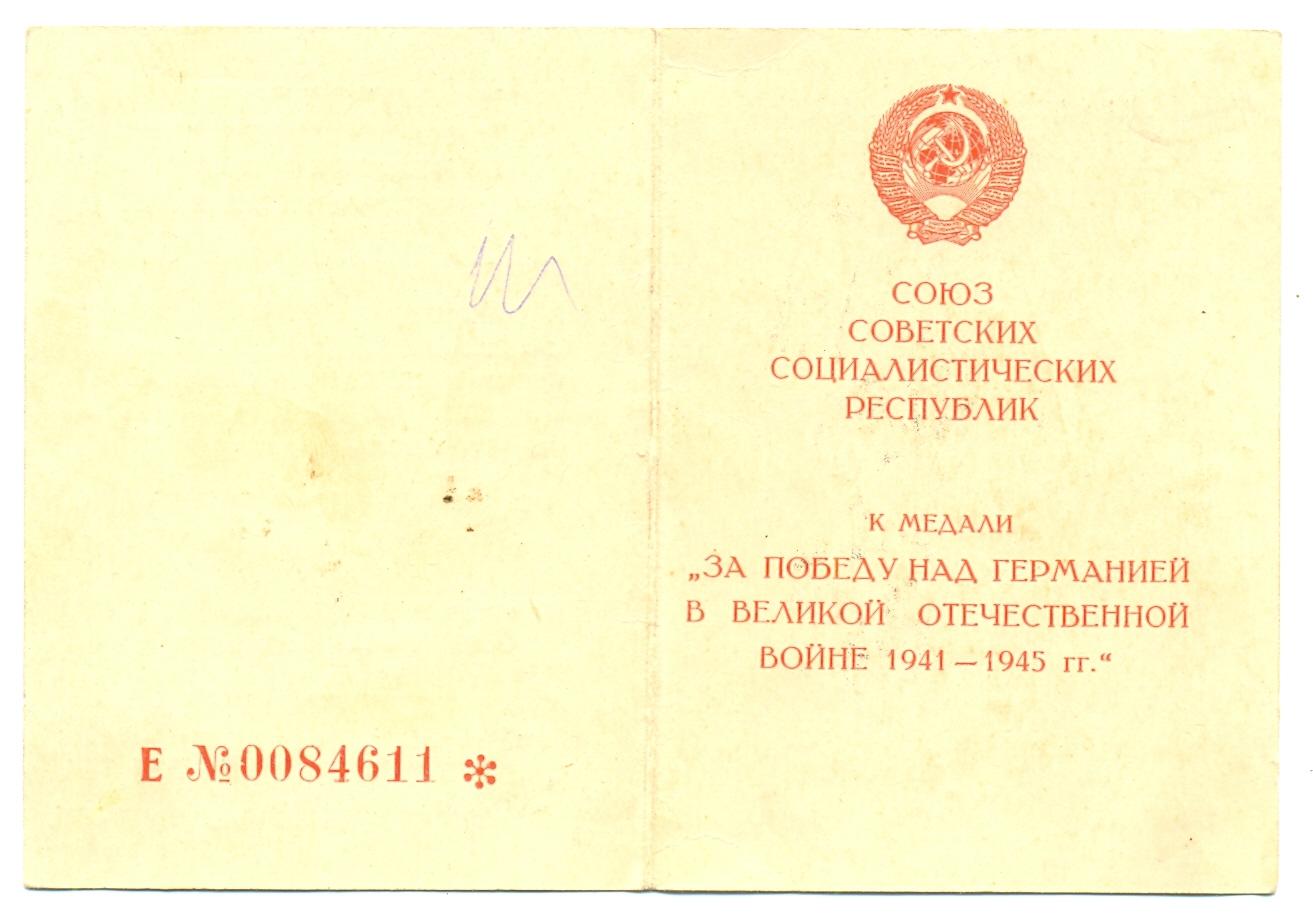 Е №0084611 *
СОЮЗ
СОВЕТСКИХ
СОЦИАЛИСТИЧЕСКИХ
РЕСПУБЛИК
К МЕДАЛИ
„ЗА ПОБЕДУ НАД ГЕРМАНИЕЙ
В ВЕЛИКОЙ ОТЕЧЕСТВЕННОЙ
ВОЙНЕ 1941 — 1945 гг.“